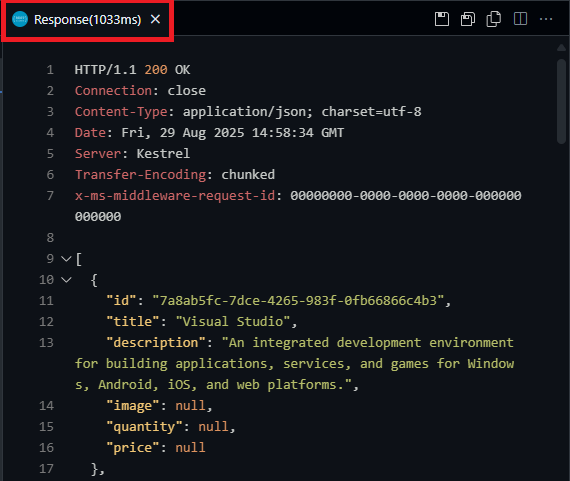 Response(1033ms)
1 HTTP/1.1 200 OK
2 Connection: close
3 Content-Type: application/json; charset=utf-8
4 Date: Fri, 29 Aug 2025 14:58:34 GMT
5 Server: Kestrel
6 Transfer-Encoding: chunked
7 x-ms-middleware-request-id: 00000000-0000-0000-0000-000000
000000
8
9 [
10 {
11 "id": "7a8ab5fc-7dce-4265-983f-0fb66866c4b3",
12 "title": "Visual Studio",
13 "description": "An integrated development environment
for building applications, services, and games for Window
s, Android, iOS, and web platforms.",
14 "image": null,
15 "quantity": null,
16 "price": null
17 },